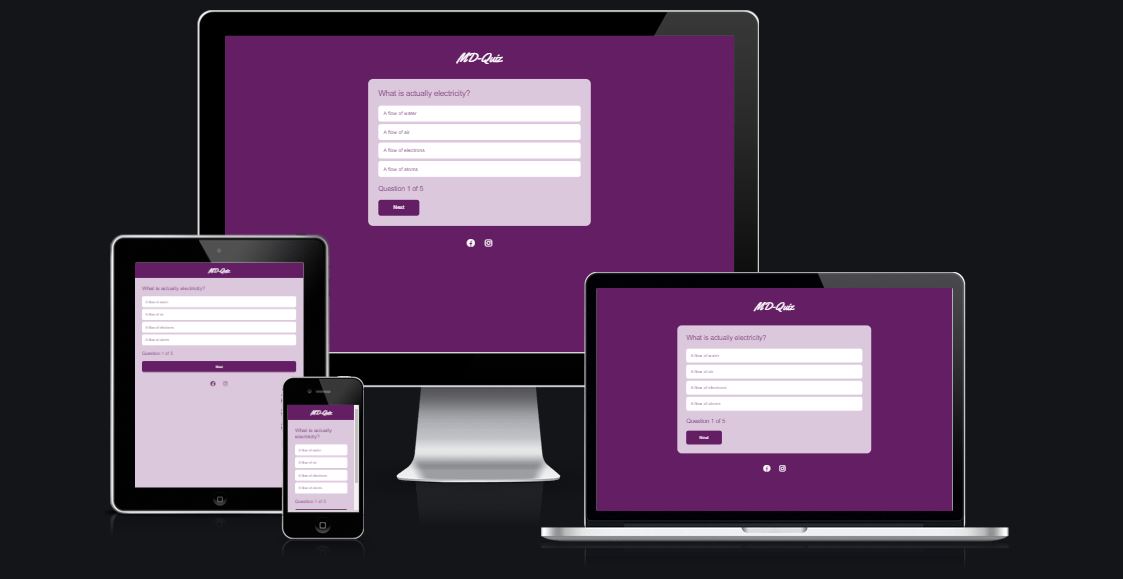 MD-Quiz
What is actually electricity?
A flow of water
A flow of air
A flow of electrons
A flow of atoms
Question 1 of 5
Next
MD-Quiz
What is actually electricity?
A flow of water
A flow of air
A flow of electrons
A flow of atoms
Question 1 of 5
Next
MD-Quiz
What is actually
electricity?
A flow of water
A flow of air
A flow of electrons
A flow of atoms
Question 1 of 5
MD-Quiz
What is actually electricity?
A flow of water
A flow of air
A flow of electrons
A flow of atoms
Question 1 of 5
Next